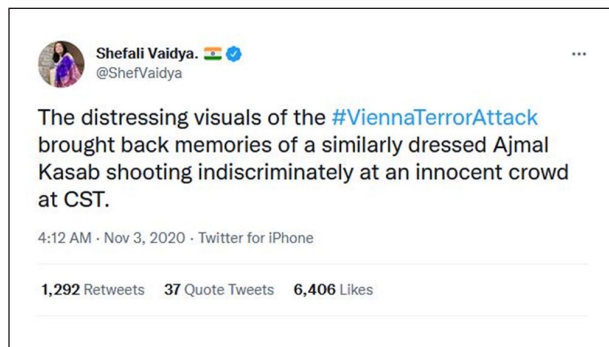 Shefali Vaidya. 🇮🇳
@ShefVaidya
The distressing visuals of the #ViennaTerrorAttack
brought back memories of a similarly dressed Ajmal
Kasab shooting indiscriminately at an innocent crowd
at CST.
4:12 AM · Nov 3, 2020 · Twitter for iPhone
1,292 Retweets 37 Quote Tweets 6,406 Likes